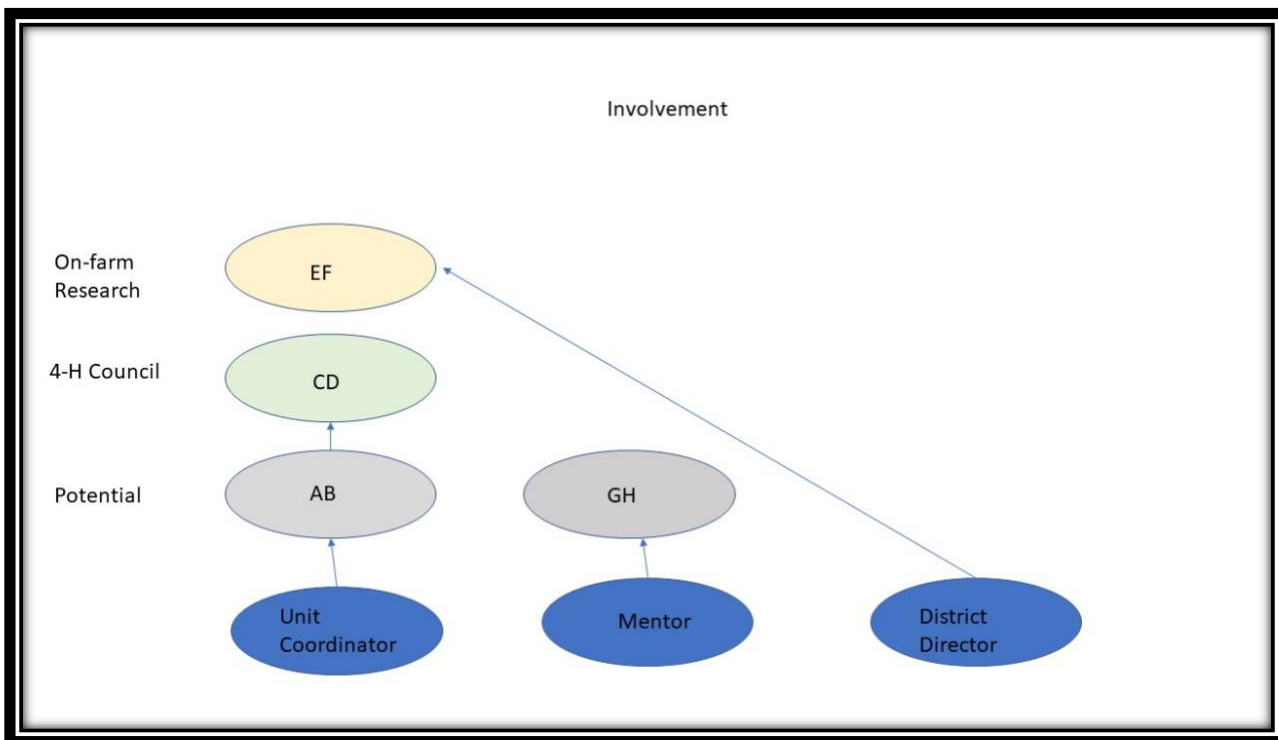 Involvement
On-farm
Research
EF
4-H Council
CD
Potential
AB
GH
Unit
Coordinator
Mentor
District
Director